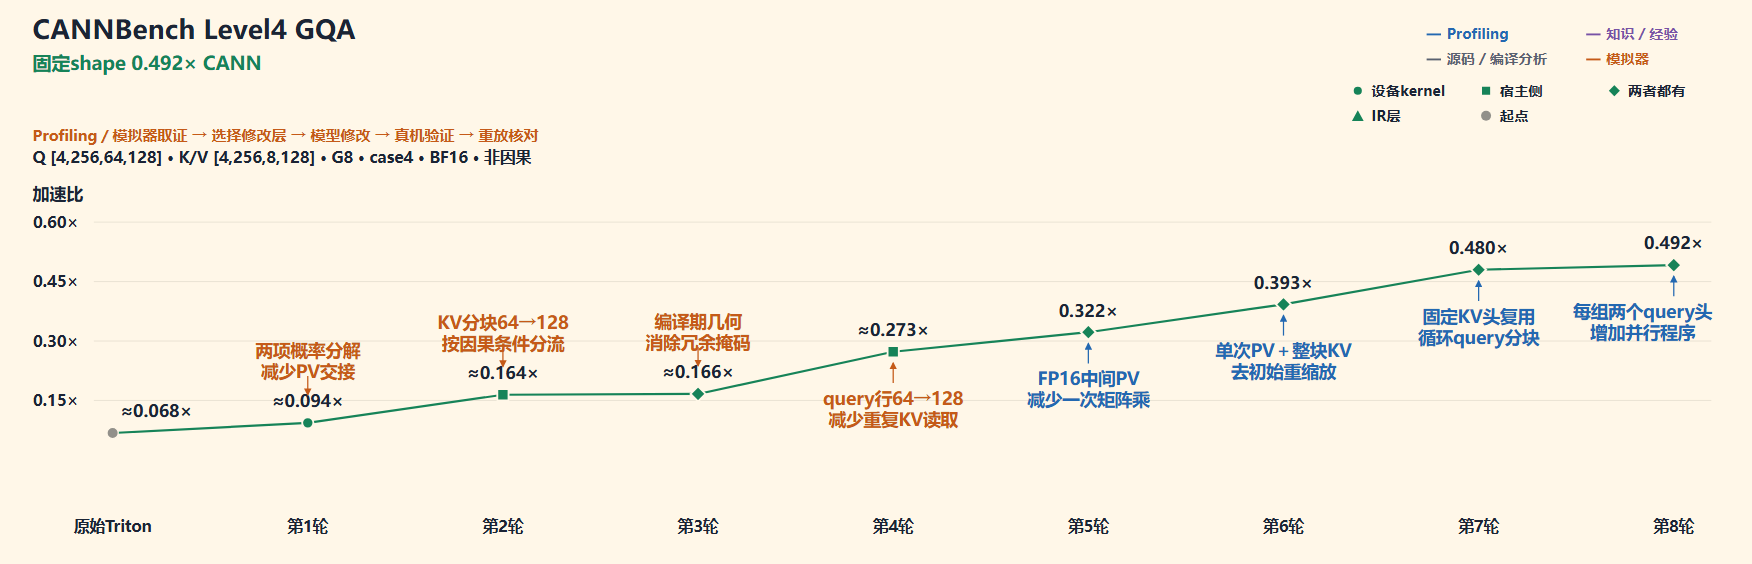 CANNBench Level4 GQA
固定shape 0.492× CANN
Profiling
知识 / 经验
源码 / 编译分析
模拟器
设备kernel
宿主侧
两者都有
IR层
起点
Profiling / 模拟器取证 → 选择修改层 → 模型修改 → 真机验证 → 重放核对
Q [4,256,64,128] • K/V [4,256,8,128] • G8 • case4 • BF16 • 非因果
加速比
0.60×
0.45×
0.30×
0.15×
≈0.068×
两项概率分解
减少PV交接
≈0.094×
KV分块64→128
按因果条件分流
≈0.164×
编译期几何
消除冗余掩码
≈0.166×
≈0.273×
query行64→128
减少重复KV读取
0.322×
FP16中间PV
减少一次矩阵乘
0.393×
单次PV + 整块KV
去初始重缩放
0.480×
固定KV头复用
循环query分块
0.492×
每组两个query头
增加并行程序
原始Triton
第1轮
第2轮
第3轮
第4轮
第5轮
第6轮
第7轮
第8轮